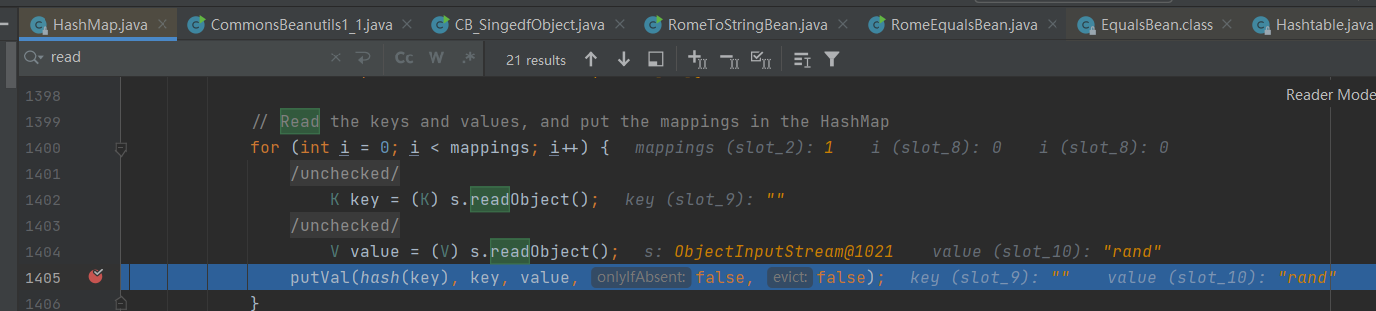 HashMap.java CommonsBeanutils1_1.java CB_SingedfObject.java RomeToStringBean.java RomeEqualsBean.java EqualsBean.class Hashtable.java
read Cc W .* 21 results
1398 Reader Mode
1399 // Read the keys and values, and put the mappings in the HashMap
1400 for (int i = 0; i < mappings; i++) { mappings (slot_2): 1 i (slot_8): 0 i (slot_8): 0
1401 /unchecked/
1402 K key = (K) s.readObject(); key (slot_9): ""
1403 /unchecked/
1404 V value = (V) s.readObject(); s: ObjectInputStream@1021 value (slot_10): "rand"
1405 putVal(hash(key), key, value, onlyIfAbsent: false, evict: false); key (slot_9): "" value (slot_10): "rand"
1406 }